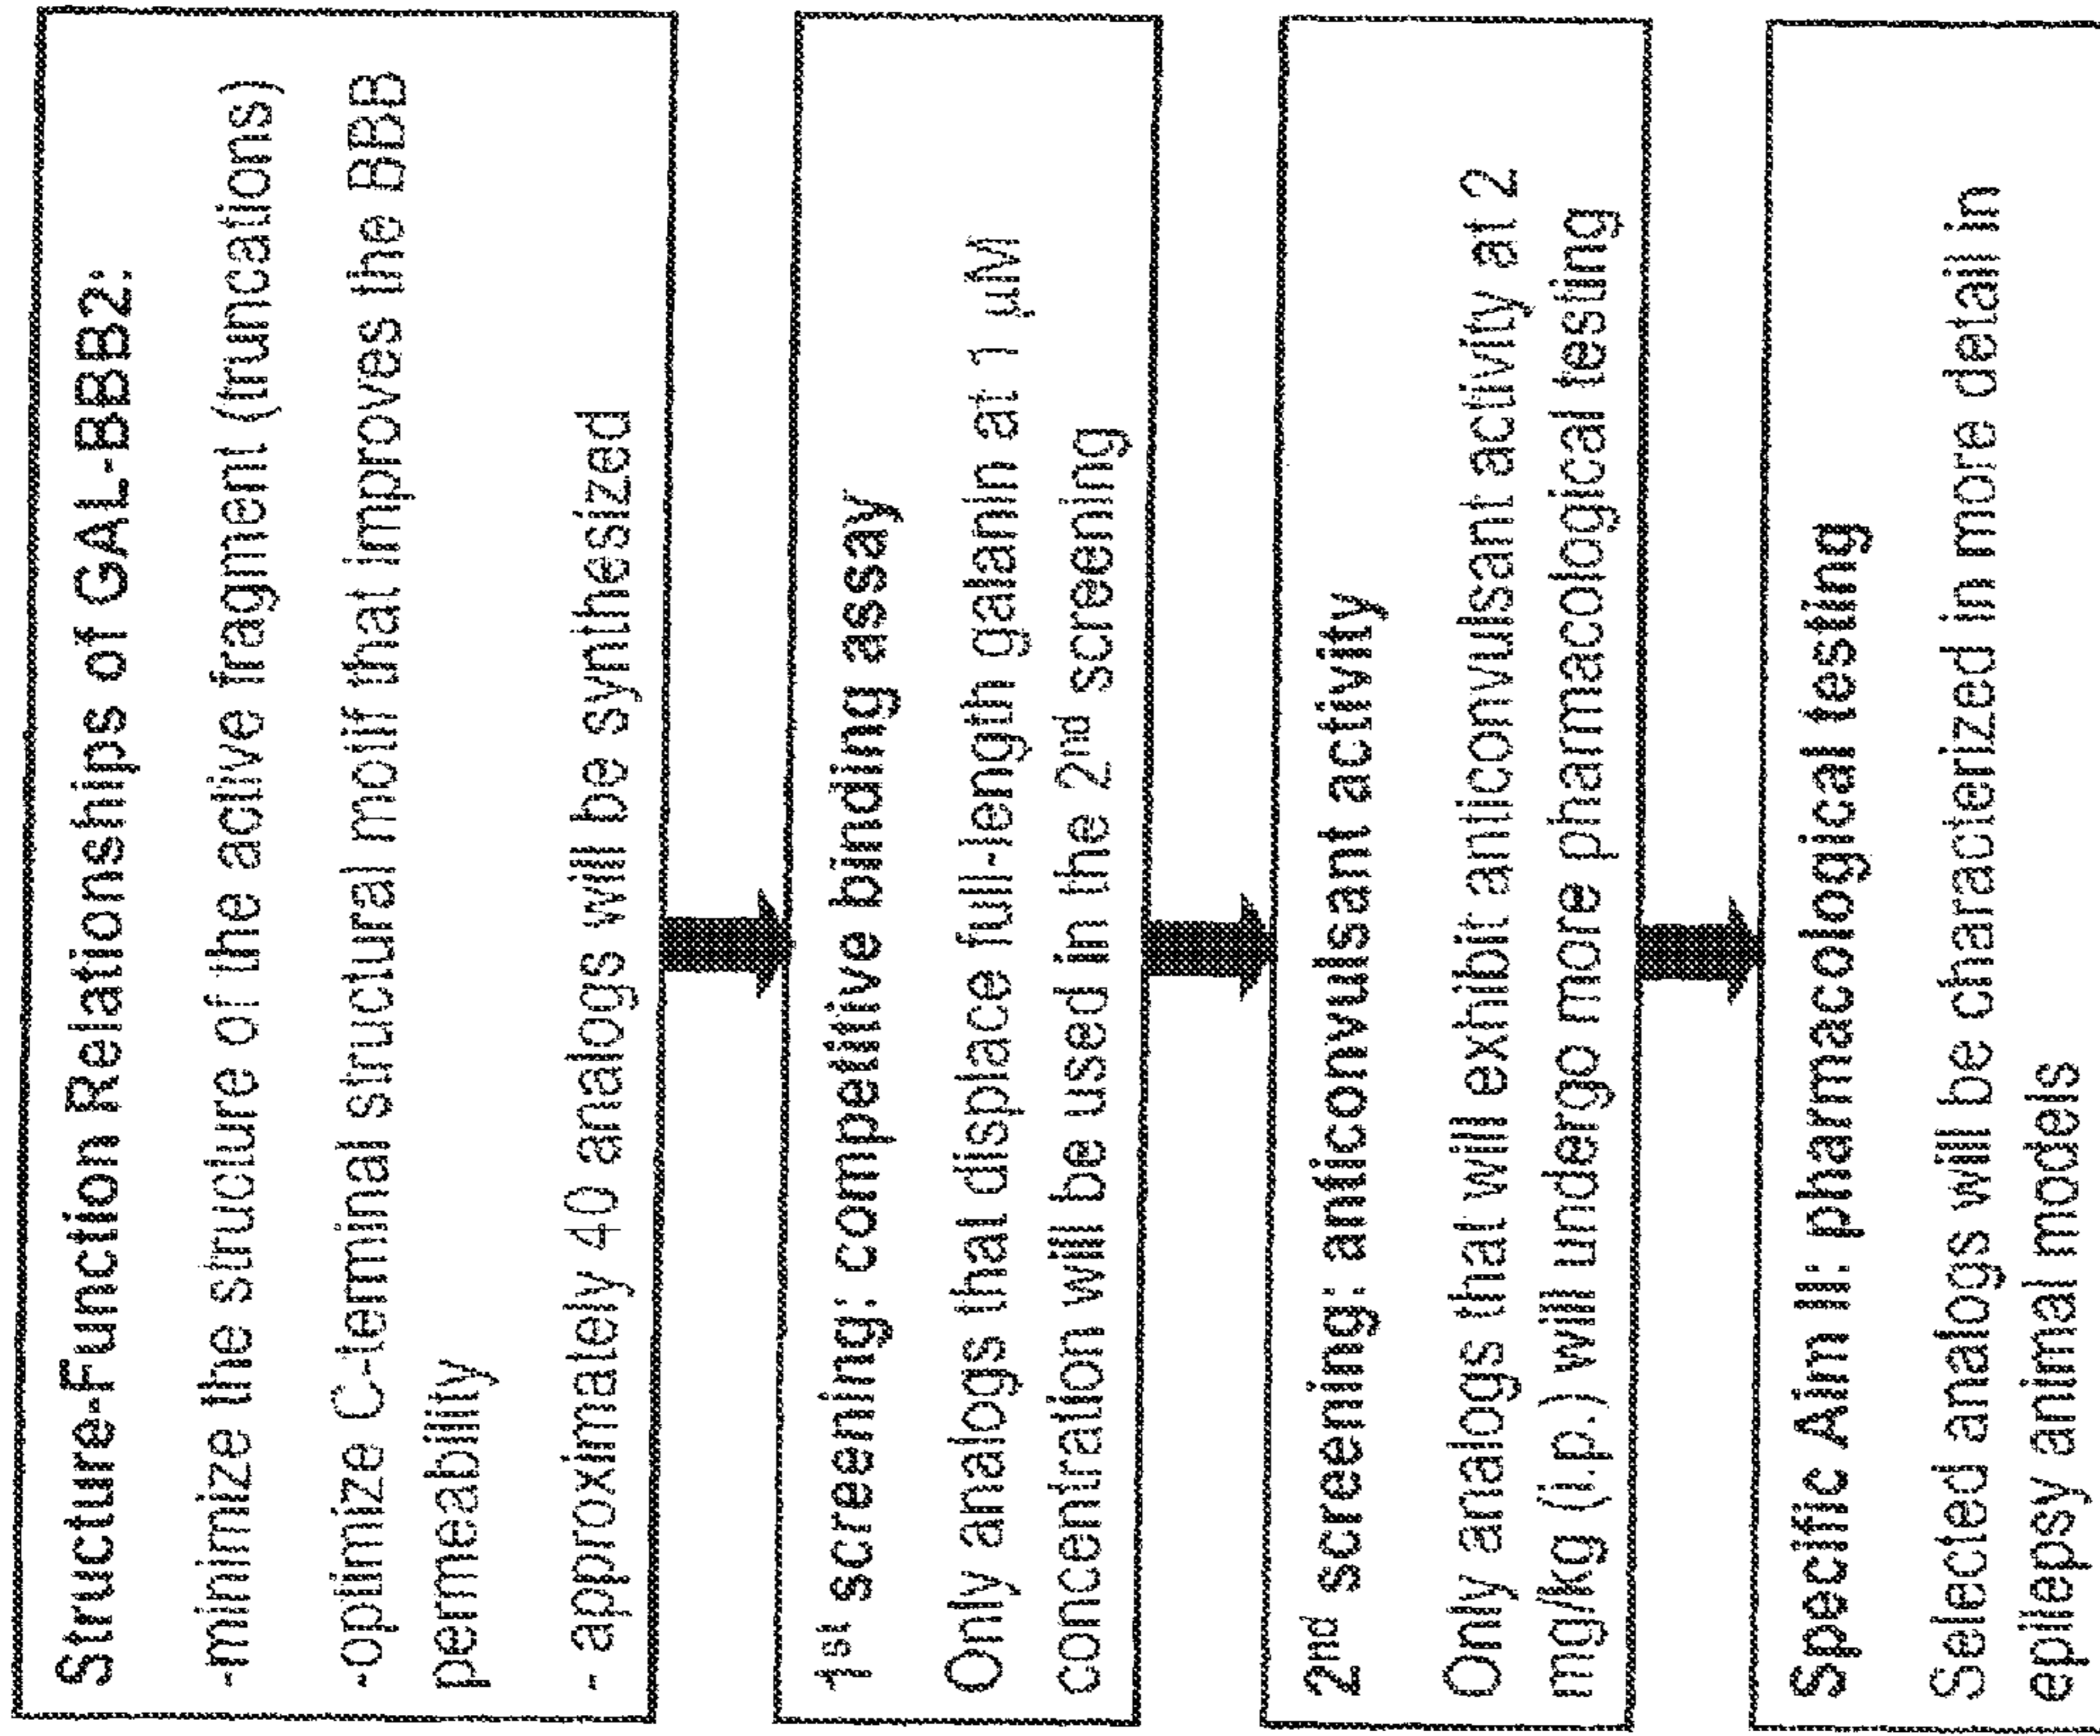 Structure-Function Relationships of GAL-BBB2:
-minimize the structure of the active fragment (truncations)
-optimize C-terminal structural motif that improves the BBB
permeability
- approximately 40 analogs will be synthesized
1st screening: competitive binding assay
Only analogs that displace full-length galanin at 1 µM
concentration will be used in the 2nd screening
2nd screening: anticonvulsant activity
Only analogs that will exhibit anticonvulsant activity at 2
mg/kg (i.p.) will undergo more pharmacological testing
Specific Aim II: pharmacological testing
Selected analogs will be characterized in more detail in
epilepsy animal models